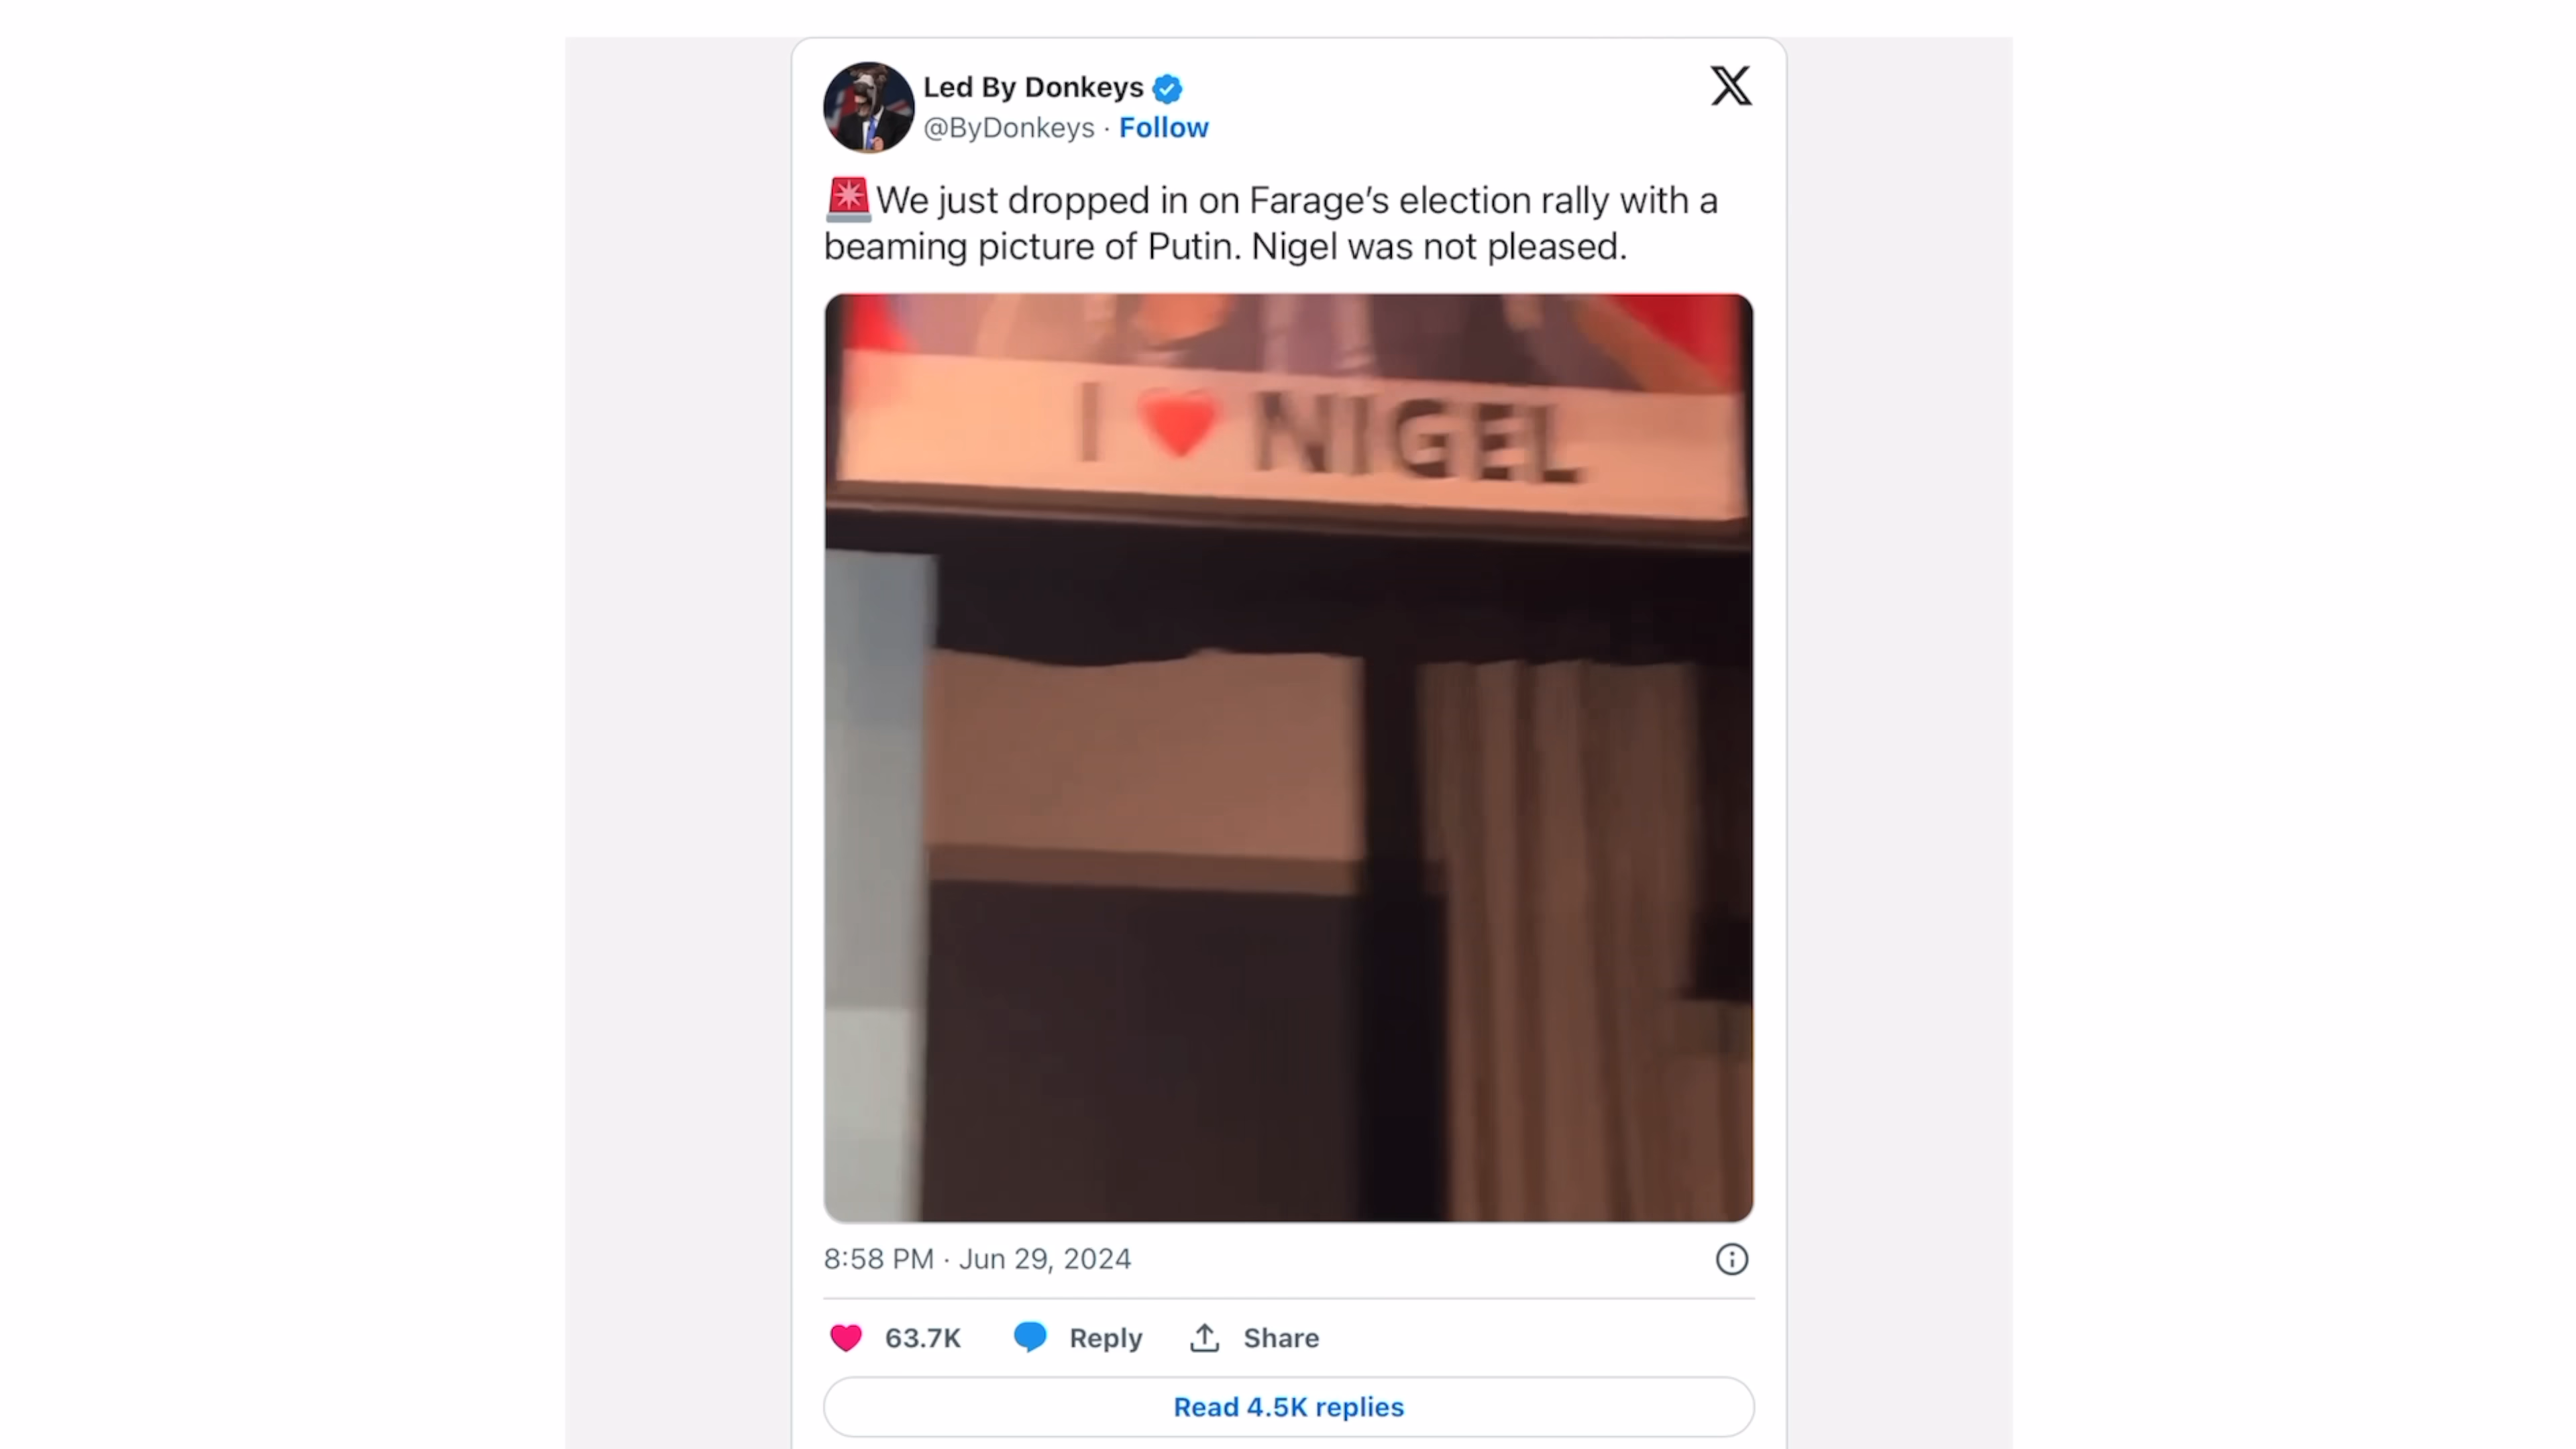 Led By Donkeys
@ByDonkeys · Follow
🚨We just dropped in on Farage’s election rally with a
beaming picture of Putin. Nigel was not pleased.
I ❤ NIGEL
8:58 PM · Jun 29, 2024
63.7K Reply Share
Read 4.5K replies